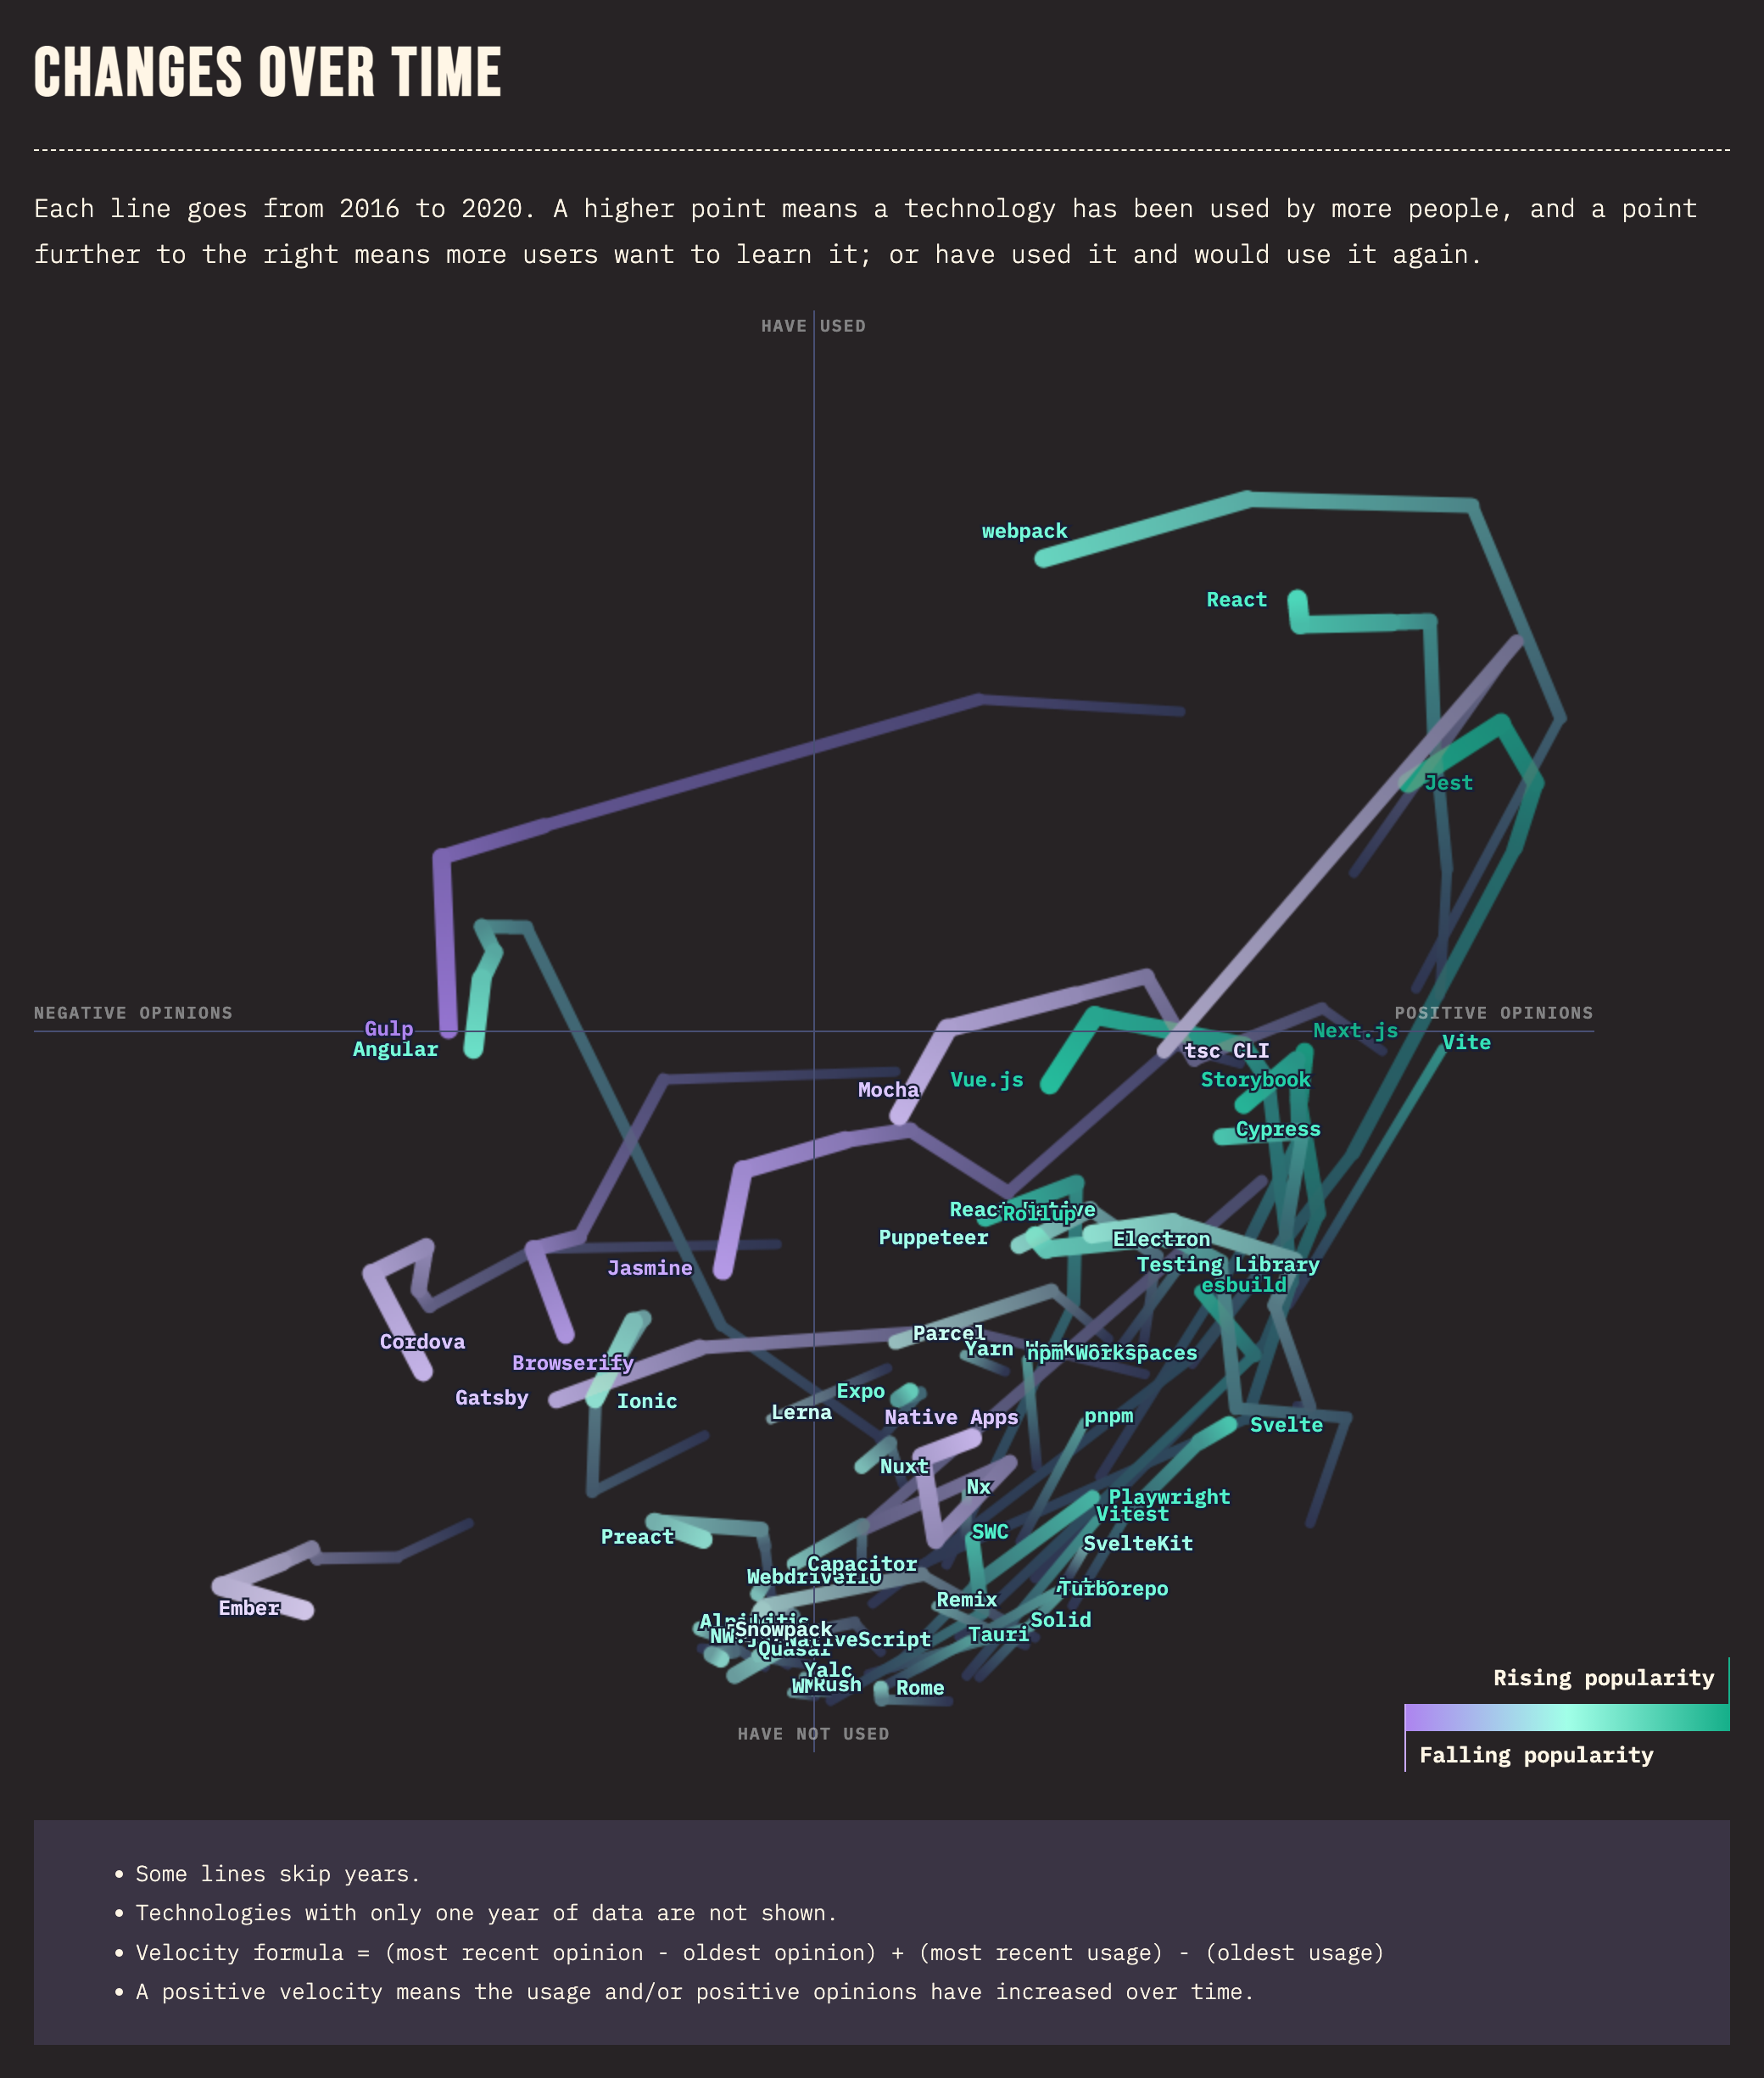 CHANGES OVER TIME
Each line goes from 2016 to 2020. A higher point means a technology has been used by more people, and a point
further to the right means more users want to learn it; or have used it and would use it again.
HAVE USED
webpack
React
Jest
NEGATIVE OPINIONS
POSITIVE OPINIONS
Gulp
Next.js
Angular
tsc CLI
Vite
Mocha
Vue.js
Storybook
Cypress
Rollup
Puppeteer
Electron
Jasmine
Testing Library
esbuild
Cordova
Parcel
Yarn
npm Workspaces
Browserify
Gatsby
Ionic
Expo
Lerna
Native Apps
pnpm
Svelte
Nuxt
Nx
Playwright
Vitest
SWC
Preact
SvelteKit
Capacitor
WebdriverIO
Turborepo
Remix
Ember
Solid
Snowpack
Tauri
NativeScript
Quasar
Yalc
Rush
Rome
HAVE NOT USED
Rising popularity
Falling popularity
• Some lines skip years.
• Technologies with only one year of data are not shown.
• Velocity formula = (most recent opinion - oldest opinion) + (most recent usage) - (oldest usage)
• A positive velocity means the usage and/or positive opinions have increased over time.